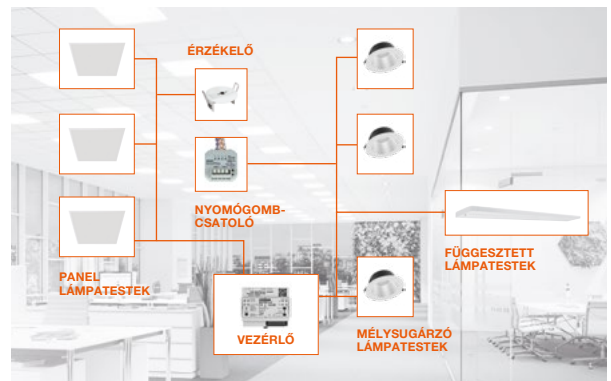 ÉRZÉKELŐ
NYOMÓGOMB-
CSATOLÓ
PANEL
LÁMPATESTEK
VEZÉRLŐ
MÉLYSUGÁRZÓ
LÁMPATESTEK
FÜGGESZTETT
LÁMPATESTEK